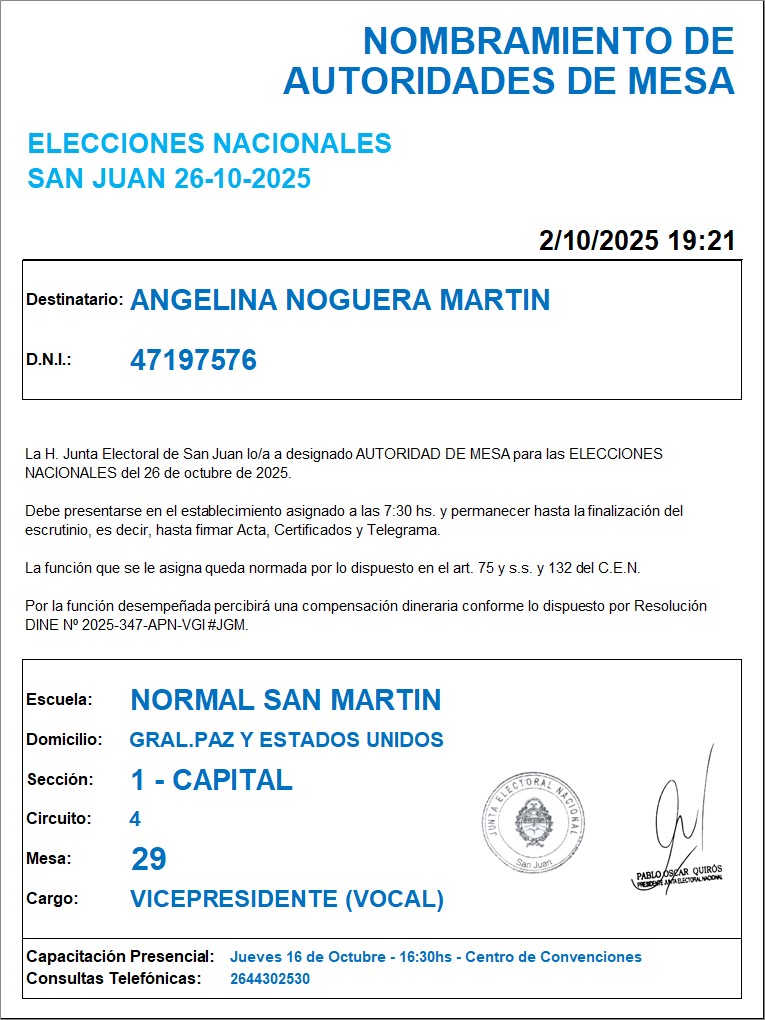 NOMBRAMIENTO DE
AUTORIDADES DE MESA
ELECCIONES NACIONALES
SAN JUAN 26-10-2025
2/10/2025 19:21
Destinatario: ANGELINA NOGUERA MARTIN
D.N.I.: 47197576
La H. Junta Electoral de San Juan lo/a a designado AUTORIDAD DE MESA para las ELECCIONES
NACIONALES del 26 de octubre de 2025.
Debe presentarse en el establecimiento asignado a las 7:30 hs. y permanecer hasta la finalización del
escrutinio, es decir, hasta firmar Acta, Certificados y Telegrama.
La función que se le asigna queda normada por lo dispuesto en el art. 75 y s.s. y 132 del C.E.N.
Por la función desempeñada percibirá una compensación dineraria conforme lo dispuesto por Resolución
DINE Nº 2025-347-APN-VGI#JGM.
Escuela: NORMAL SAN MARTIN
Domicilio: GRAL.PAZ Y ESTADOS UNIDOS
Sección: 1 - CAPITAL
Circuito: 4
Mesa: 29
Cargo: VICEPRESIDENTE (VOCAL)
JUNTA ELECTORAL NACIONAL
San Juan
PABLO OSCAR QUIRÓS
PRESIDENTE JUNTA ELECTORAL NACIONAL
Capacitación Presencial: Jueves 16 de Octubre - 16:30hs - Centro de Convenciones
Consultas Telefónicas: 2644302530